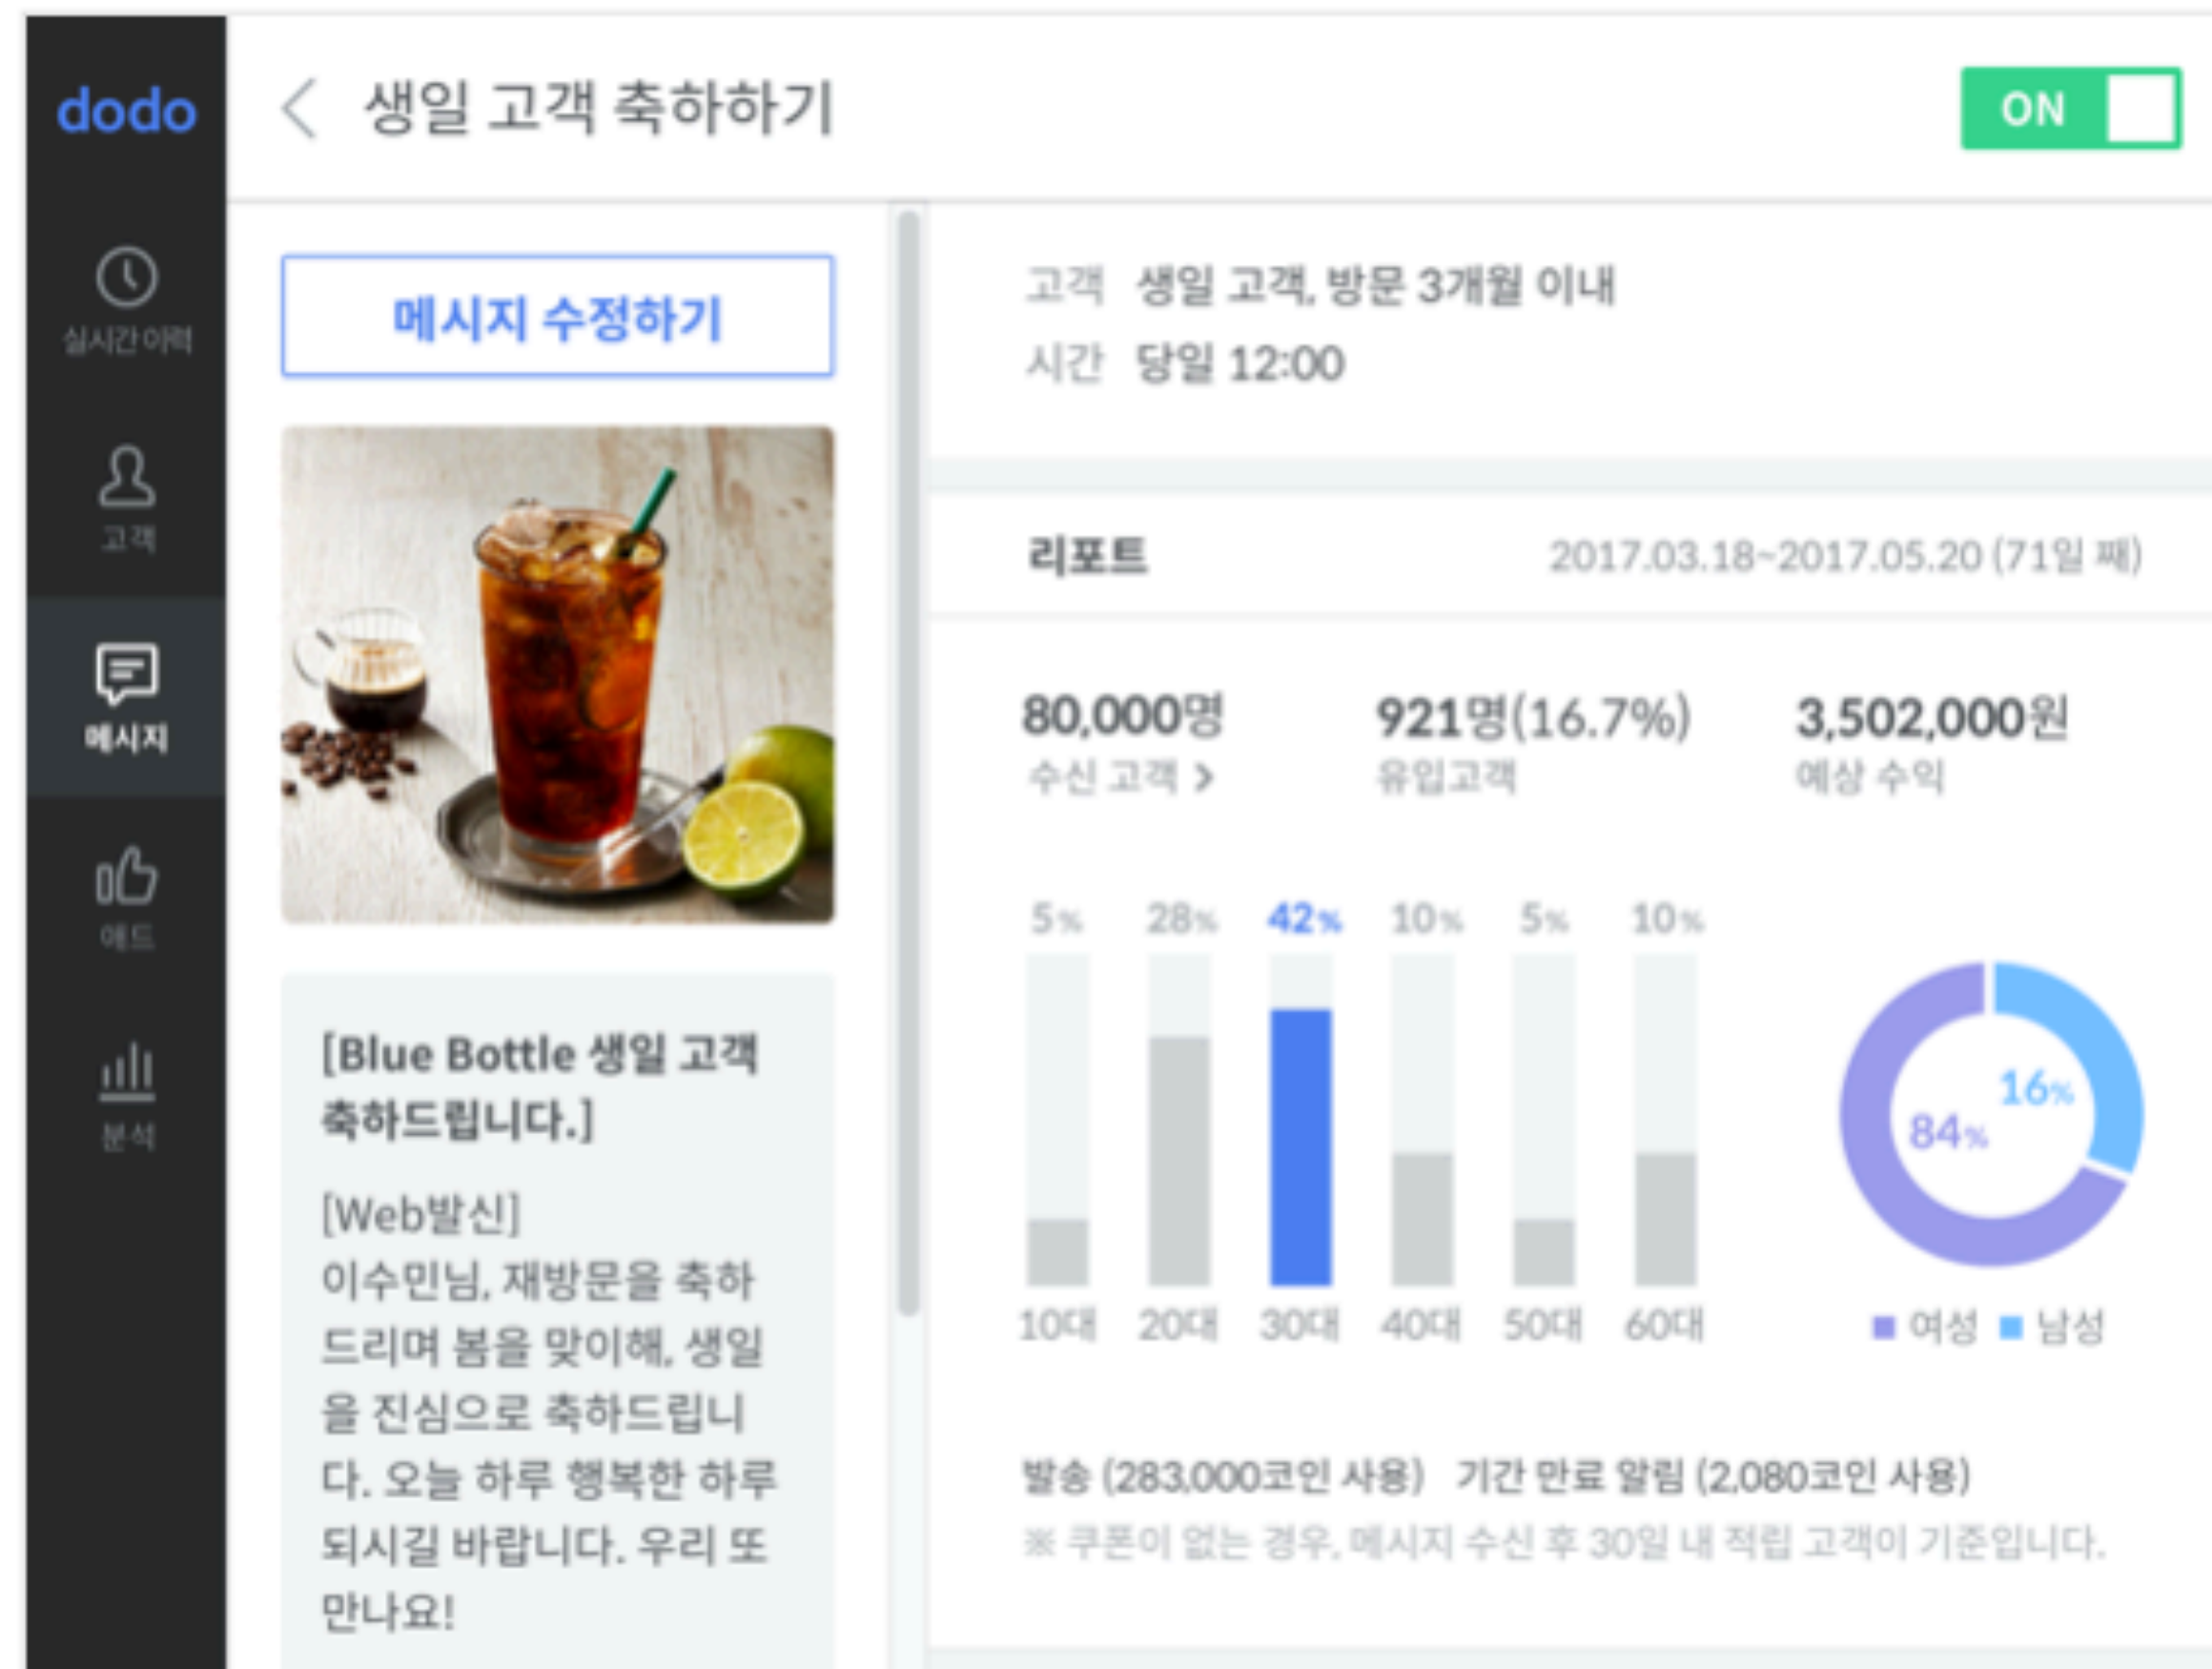 dodo
실시간이력
고객
메시지
애드
분석
생일 고객 축하하기
ON
메시지 수정하기
[Blue Bottle 생일 고객
축하드립니다.]
[Web발신]
이수민님, 재방문을 축하
드리며 봄을 맞이해, 생일
을 진심으로 축하드립니
다. 오늘 하루 행복한 하루
되시길 바랍니다. 우리 또
만나요!
고객 생일 고객, 방문 3개월 이내
시간 당일 12:00
리포트 2017.03.18~2017.05.20 (71일 째)
80,000명 921명(16.7%) 3,502,000원
수신 고객 > 유입고객 예상 수익
5% 28% 42% 10% 5% 10%
10대 20대 30대 40대 50대 60대
16%
84%
여성 남성
발송 (283,000코인 사용) 기간 만료 알림 (2,080코인 사용)
※ 쿠폰이 없는 경우, 메시지 수신 후 30일 내 적립 고객이 기준입니다.